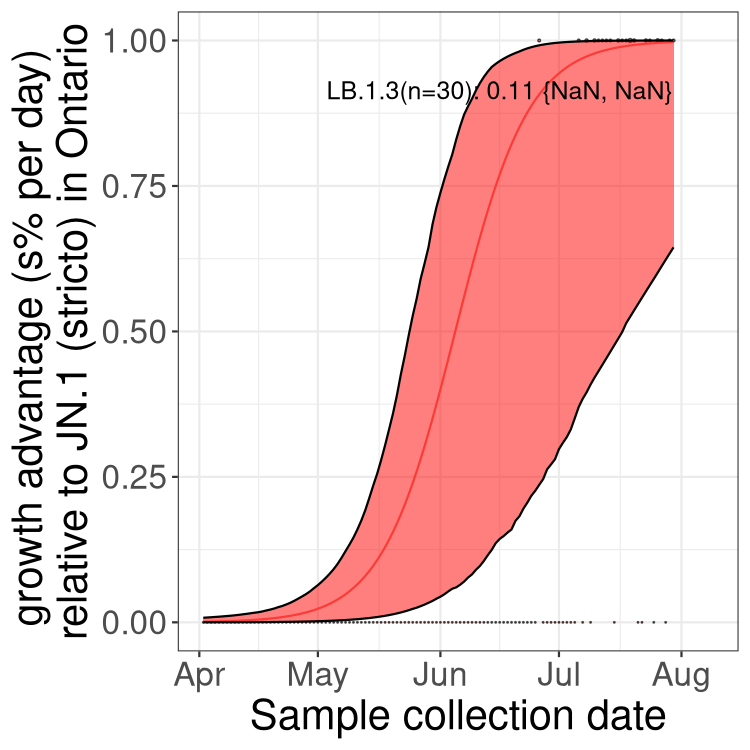 growth advantage (s% per day)
relative to JN.1 (stricto) in Ontario
1.00
0.75
0.50
0.25
0.00
LB.1.3(n=30): 0.11 {NaN, NaN}
Apr May Jun Jul Aug
Sample collection date